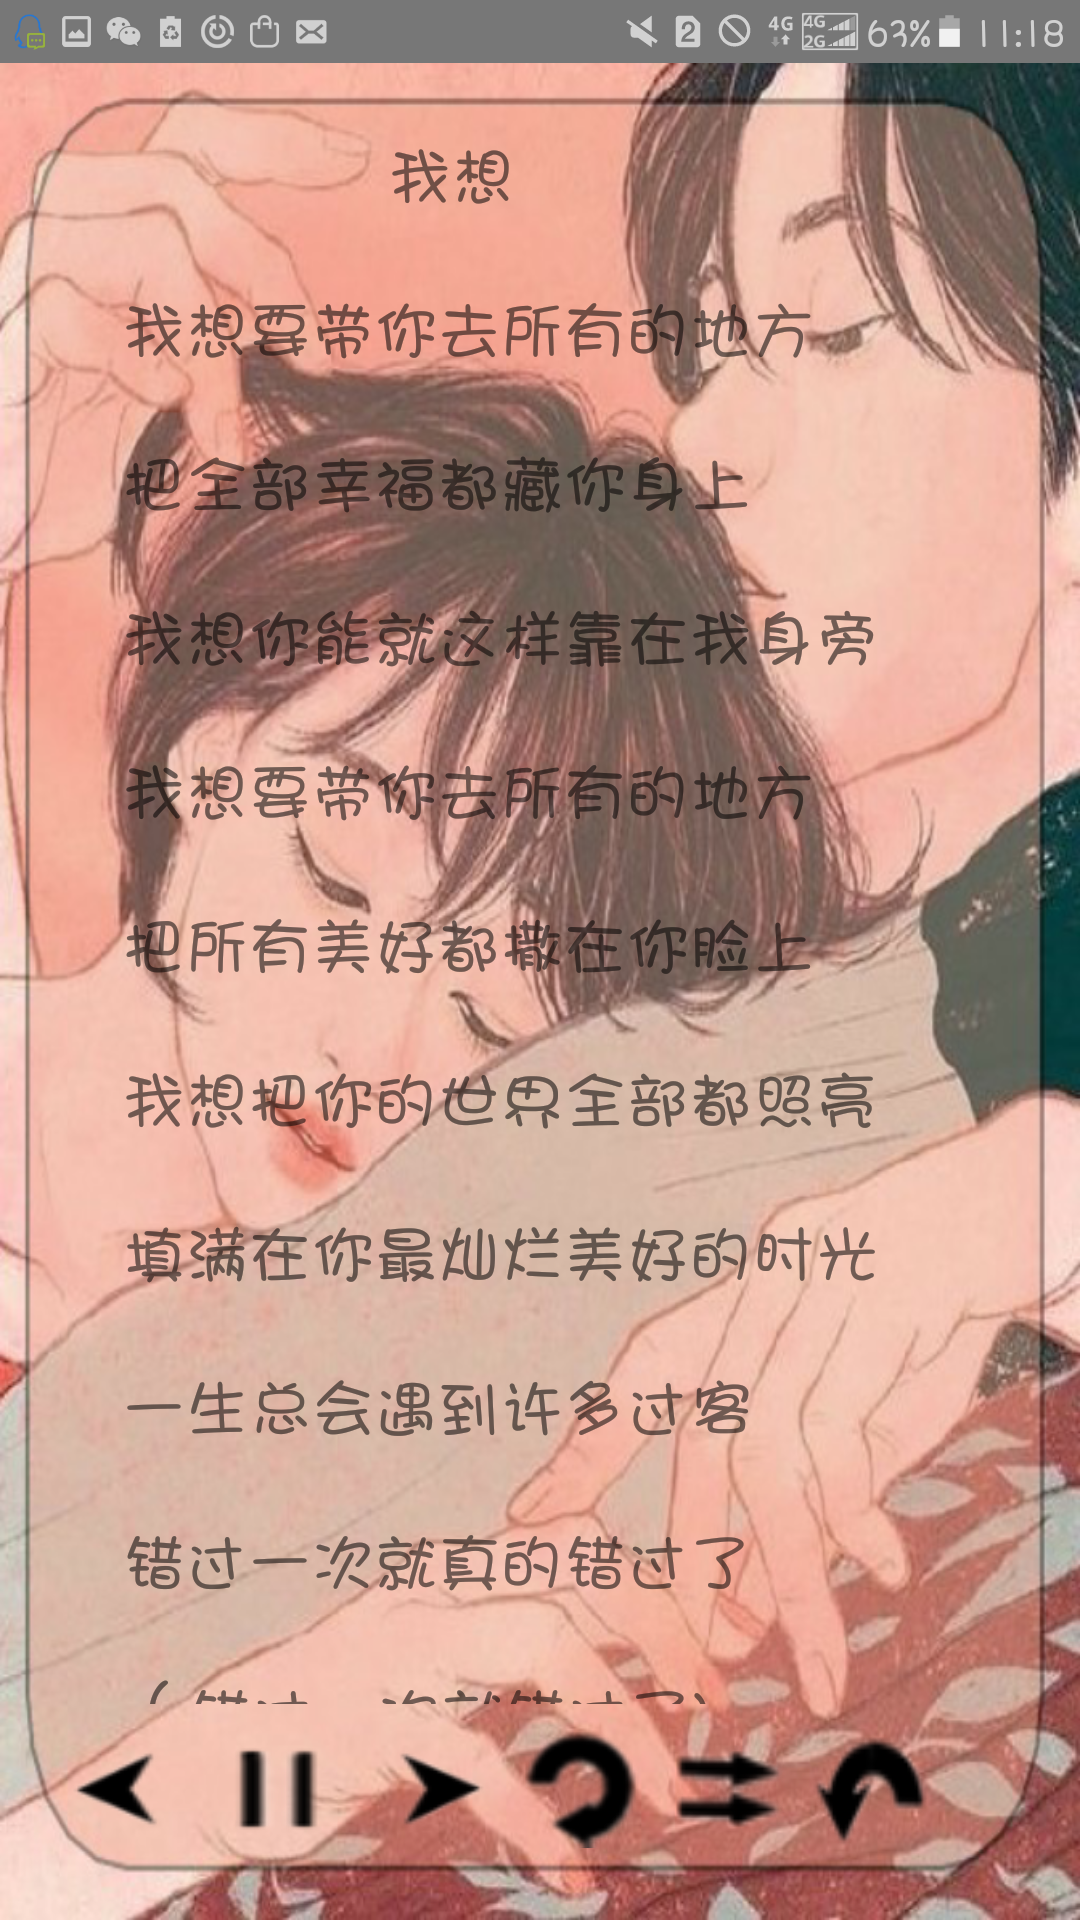 2 4G 4G 2G 63% 11:18
我想
我想要带你去所有的地方
把全部幸福都藏你身上
我想你能就这样靠在我身旁
我想要带你去所有的地方
把所有美好都撒在你脸上
我想把你的世界全部都照亮
填满在你最灿烂美好的时光
一生总会遇到许多过客
错过一次就真的错过了